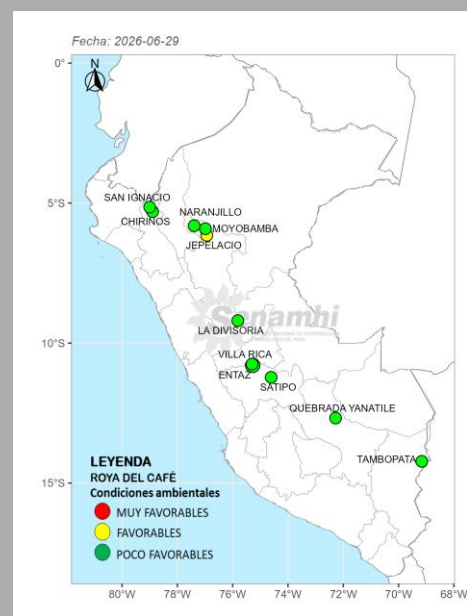 Fecha: 2026-06-29
N
0°
SAN IGNACIO
CHIRINOS
NARANJILLO
MOYOBAMBA
JEPELACIO
5°S
Senamhi
LA DIVISORIA
10°S
VILLA RICA
ENTAZ
SATIPO
QUEBRADA YANATILE
TAMBOPATA
LEYENDA
ROYA DEL CAFÉ
Condiciones ambientales
MUY FAVORABLES
FAVORABLES
POCO FAVORABLES
15°S
80°W 78°W 76°W 74°W 72°W 70°W 68°W